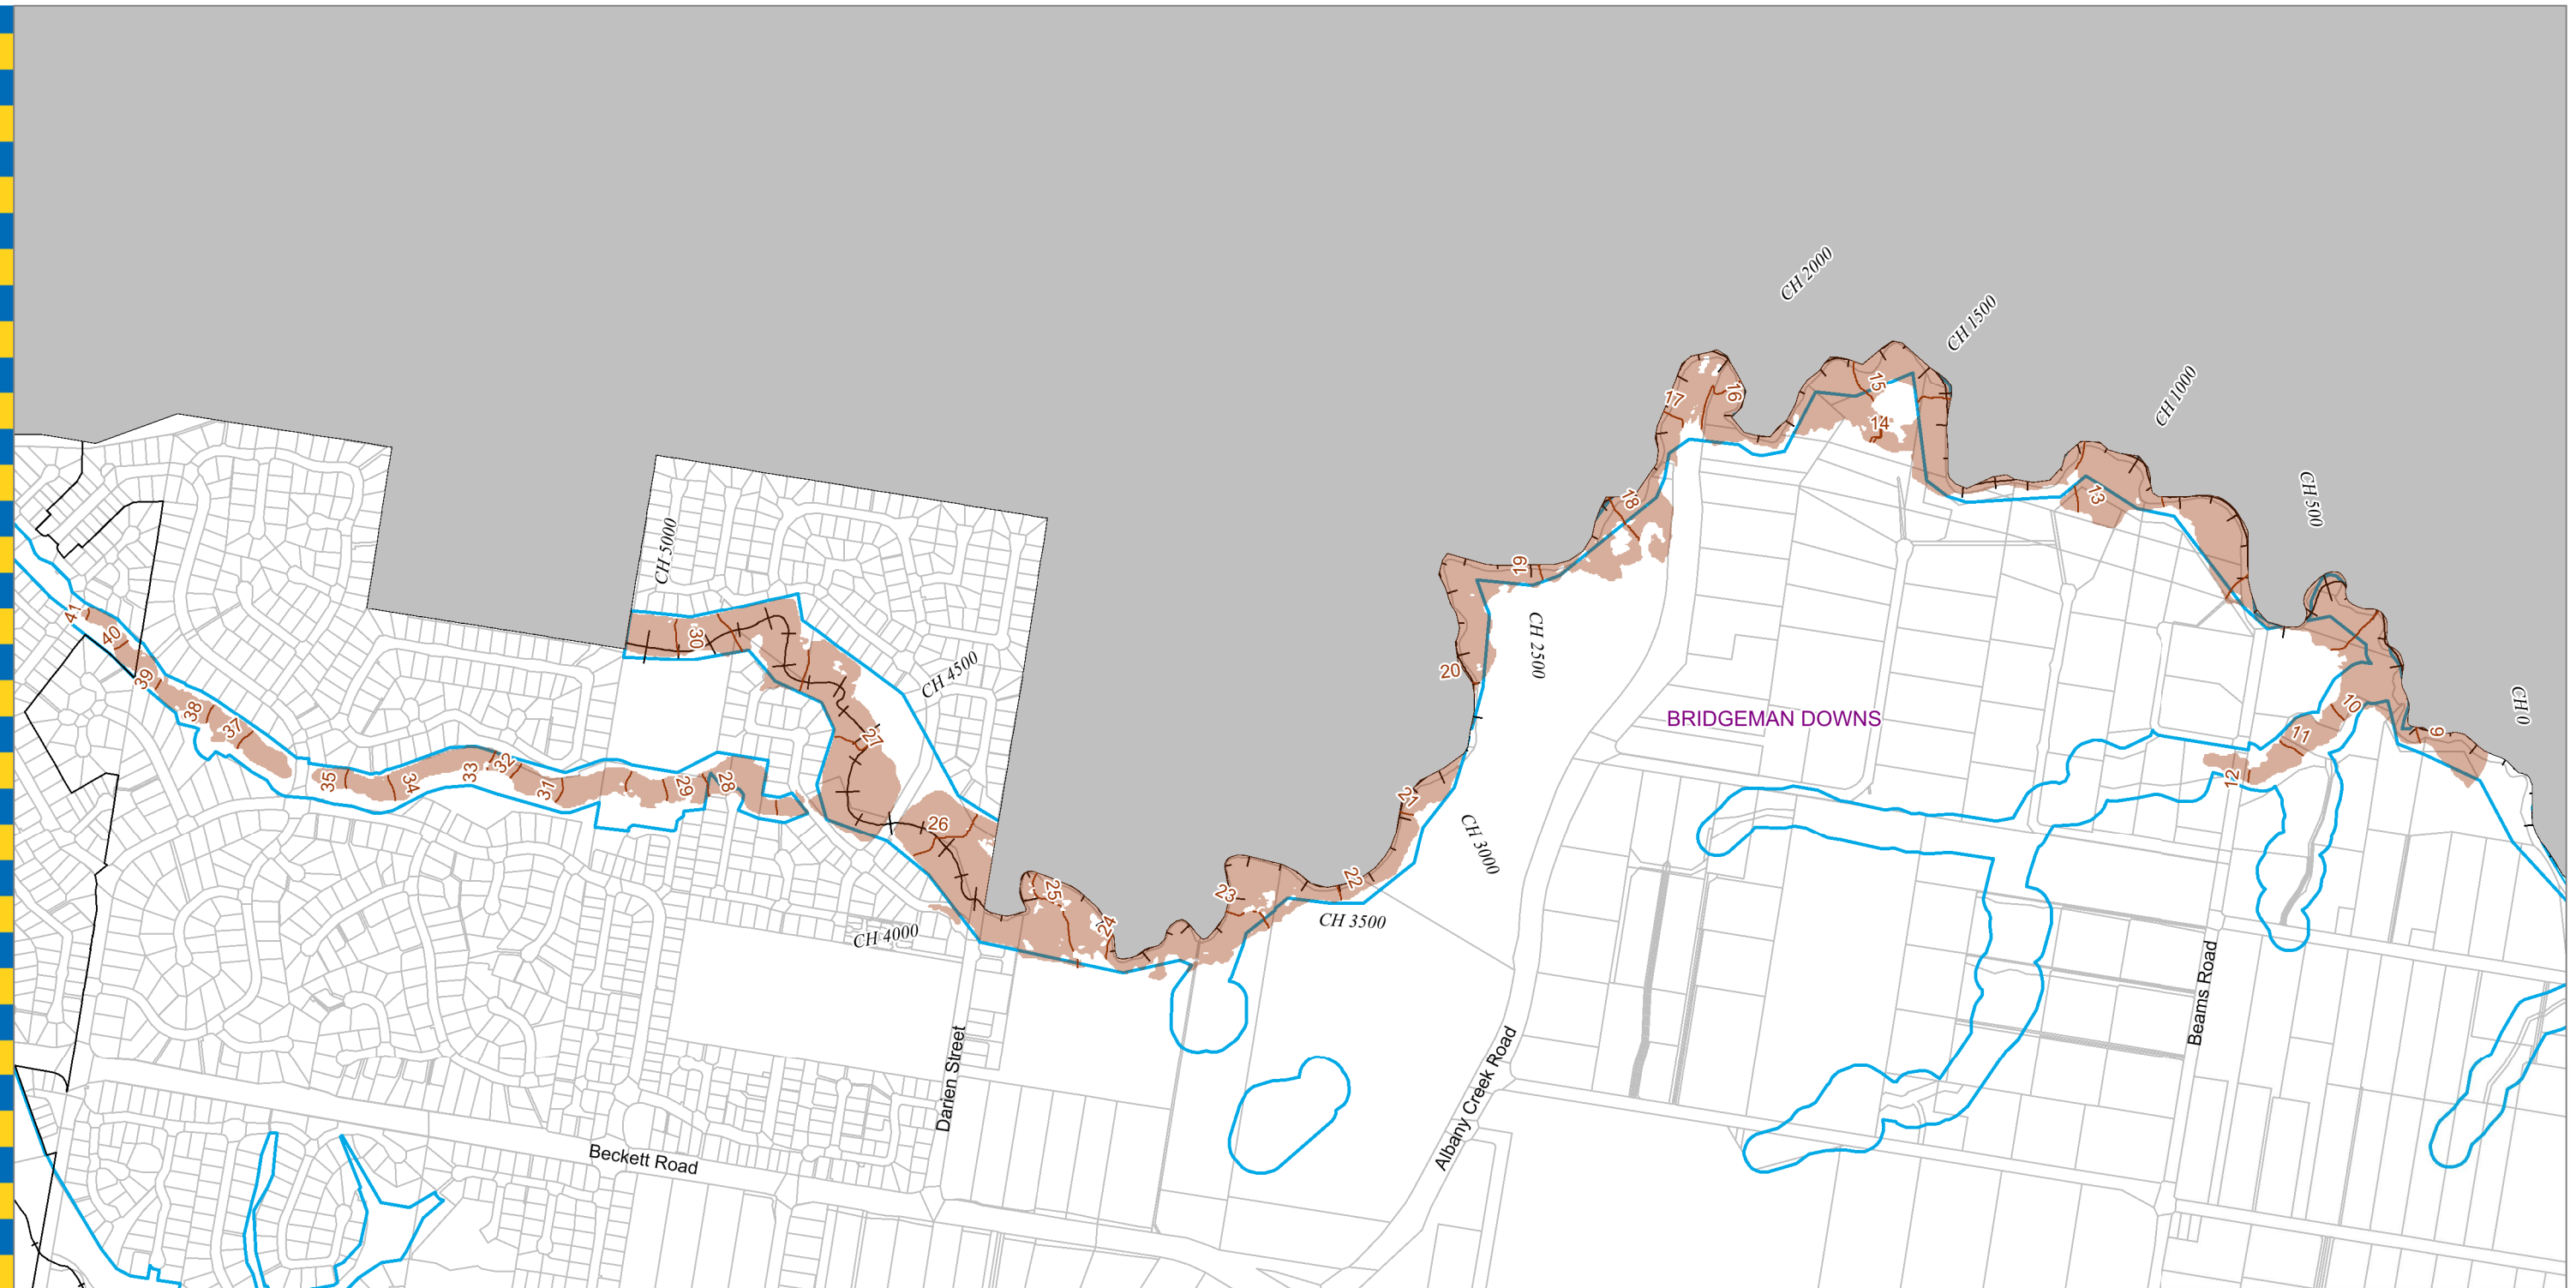 CH 2000
CH 1500
CH 1000
CH 500
CH 0
CH 5000
CH 4500
CH 4000
CH 3500
CH 3000
CH 2500
BRIDGEMAN DOWNS
Beckett Road
Darien Street
Albany Creek Road
Beams Road
41
40
39
38
37
35
34
33
32
31
29
28
30
27
26
25
24
23
22
21
20
19
18
17
16
15
14
13
12
11
10
9